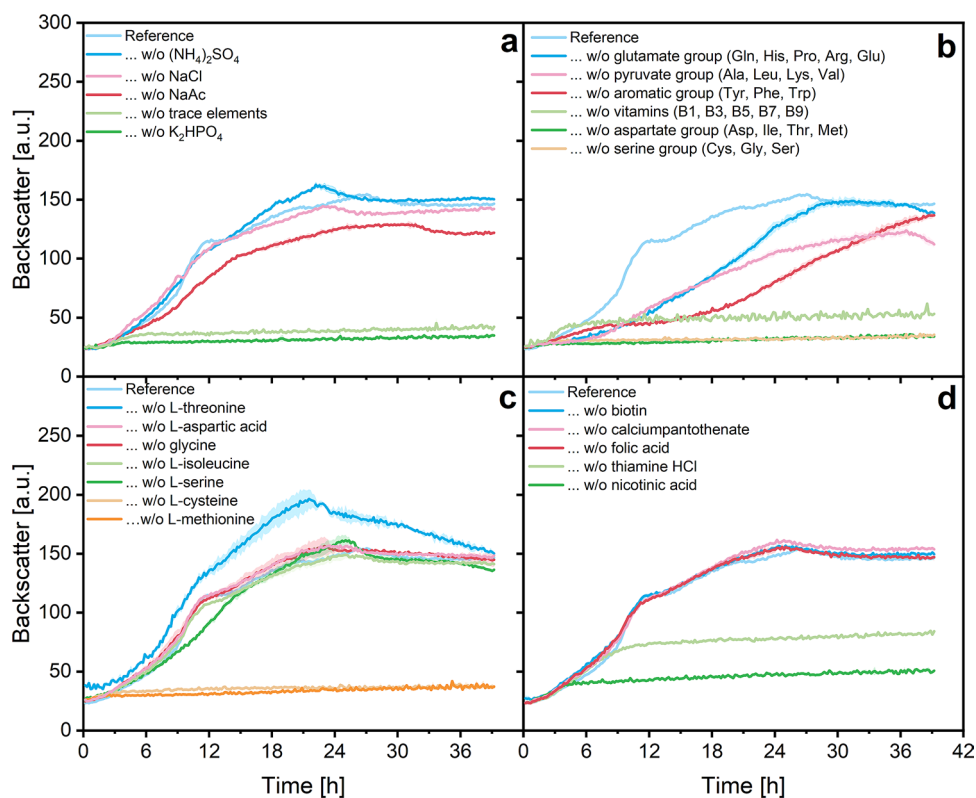 300
250
200
150
100
50
0
Backscatter [a.u.]
Reference
... w/o (NH₄)₂SO₄
... w/o NaCl
... w/o NaAc
... w/o trace elements
... w/o K₂HPO₄
a
Reference
... w/o glutamate group (Gln, His, Pro, Arg, Glu)
... w/o pyruvate group (Ala, Leu, Lys, Val)
... w/o aromatic group (Tyr, Phe, Trp)
... w/o vitamins (B1, B3, B5, B7, B9)
... w/o aspartate group (Asp, Ile, Thr, Met)
... w/o serine group (Cys, Gly, Ser)
b
250
200
150
100
50
0
Backscatter [a.u.]
Reference
... w/o L-threonine
... w/o L-aspartic acid
... w/o glycine
... w/o L-isoleucine
... w/o L-serine
... w/o L-cysteine
...w/o L-methionine
c
0 6 12 18 24 30 36
Time [h]
Reference
... w/o biotin
... w/o calciumpantothenate
... w/o folic acid
... w/o thiamine HCl
... w/o nicotinic acid
d
0 6 12 18 24 30 36 42
Time [h]